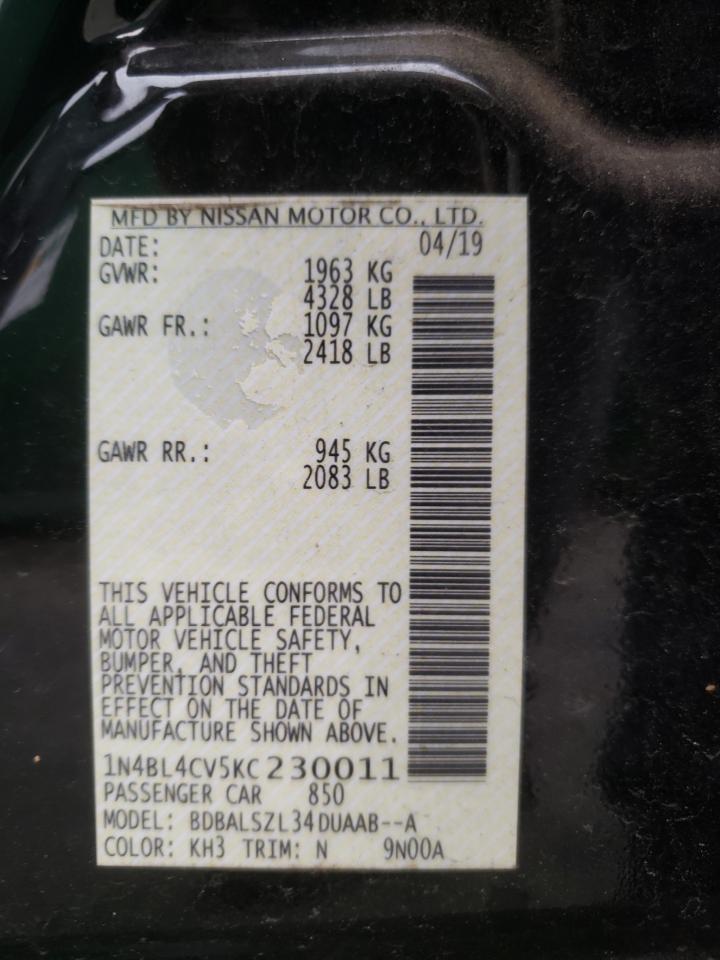 MFD BY NISSAN MOTOR CO., LTD.
DATE: 04/19
GVWR: 1963 KG
4328 LB
GAWR FR.: 1097 KG
2418 LB
GAWR RR.: 945 KG
2083 LB
THIS VEHICLE CONFORMS TO
ALL APPLICABLE FEDERAL
MOTOR VEHICLE SAFETY,
BUMPER, AND THEFT
PREVENTION STANDARDS IN
EFFECT ON THE DATE OF
MANUFACTURE SHOWN ABOVE.
1N4BL4CV5KC230011
PASSENGER CAR 850
MODEL: BDBALSZL34DUAAB--A
COLOR: KH3 TRIM: N 9N00A